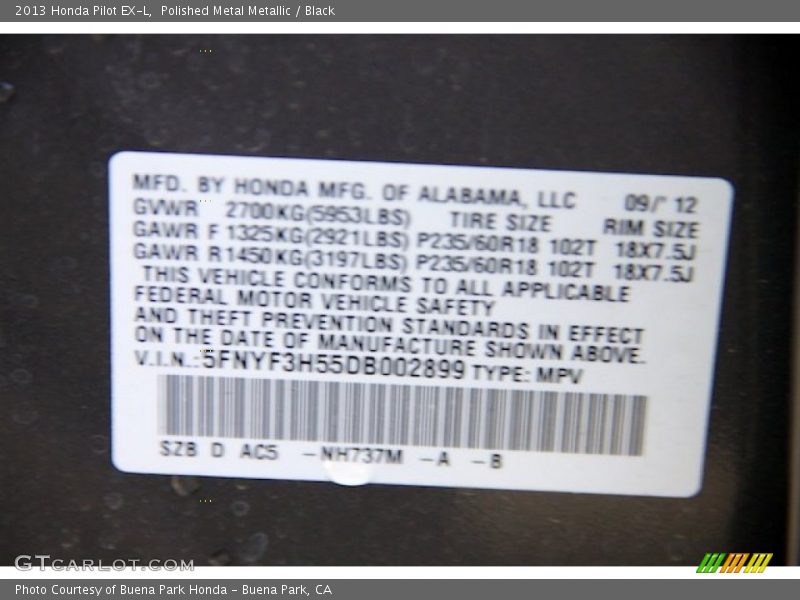 2013 Honda Pilot EX-L, Polished Metal Metallic / Black
MFD. BY HONDA MFG. OF ALABAMA, LLC 09/ 12
GVWR 2700KG(5953LBS) TIRE SIZE RIM SIZE
GAWR F 1325KG(2921LBS) P235/60R18 102T 18X7.5J
GAWR R1450KG(3197LBS) P235/60R18 102T 18X7.5J
THIS VEHICLE CONFORMS TO ALL APPLICABLE
FEDERAL MOTOR VEHICLE SAFETY
AND THEFT PREVENTION STANDARDS IN EFFECT
ON THE DATE OF MANUFACTURE SHOWN ABOVE.
V.I.N.:5FNYF3H55DB002899 TYPE: MPV
SZB D AC5 -NH737M -A -B
GTCARLOT.COM
Photo Courtesy of Buena Park Honda - Buena Park, CA